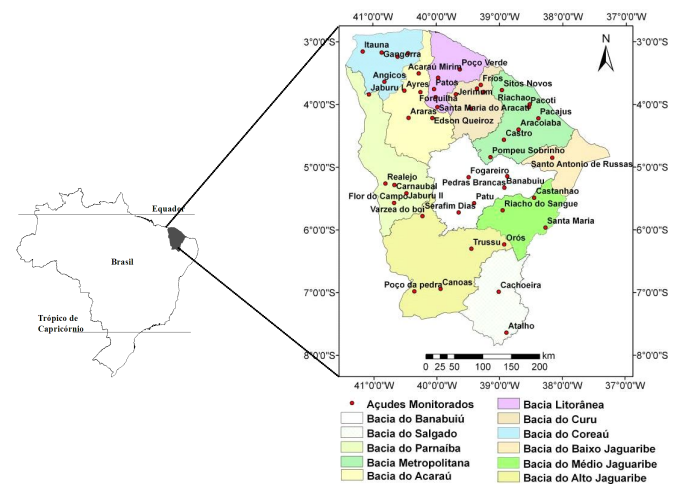 41°0'0"S 40°0'0"S 39°0'0"S 38°0'0"S 37°0'0"S
3°0'0"S
4°0'0"S
5°0'0"S
6°0'0"S
7°0'0"S
8°0'0"S
3°0'0"S
4°0'0"S
5°0'0"S
6°0'0"S
7°0'0"S
8°0'0"S
N
Itauna
Gangorra
Acaraú Mirim
Poço Verde
Angicos
Jaburu I
Ayres
Patos
Frios
Sitos Novos
Forquilha
Jerimum
Riachao
Pacoti
Araras
Santa Maria do Aracati
Pacajus
Edson Queiroz
Aracoiaba
Castro
Pompeu Sobrinho
Santo Antonio de Russas
Fogareiro
Realejo
Pedras Brancas
Banabuiu
Carnaubal
Castanhao
Flor do Campo
Jaburu II
Patu
Serafim Dias
Riacho do Sangue
Varzea do boi
Santa Maria
Orós
Trussu
Poço da pedra
Canoas
Cachoeira
Atalho
0 25 50 100 150 200
km
41°0'0"W 40°0'0"W 39°0'0"W 38°0'0"W 37°0'0"W
Equador
Brasil
Trópico de
Capricórnio
Açudes Monitorados
Bacia do Banabuiú
Bacia do Salgado
Bacia do Parnaíba
Bacia Metropolitana
Bacia do Acaraú
Bacia Litorânea
Bacia do Curu
Bacia do Coreaú
Bacia do Baixo Jaguaribe
Bacia do Médio Jaguaribe
Bacia do Alto Jaguaribe